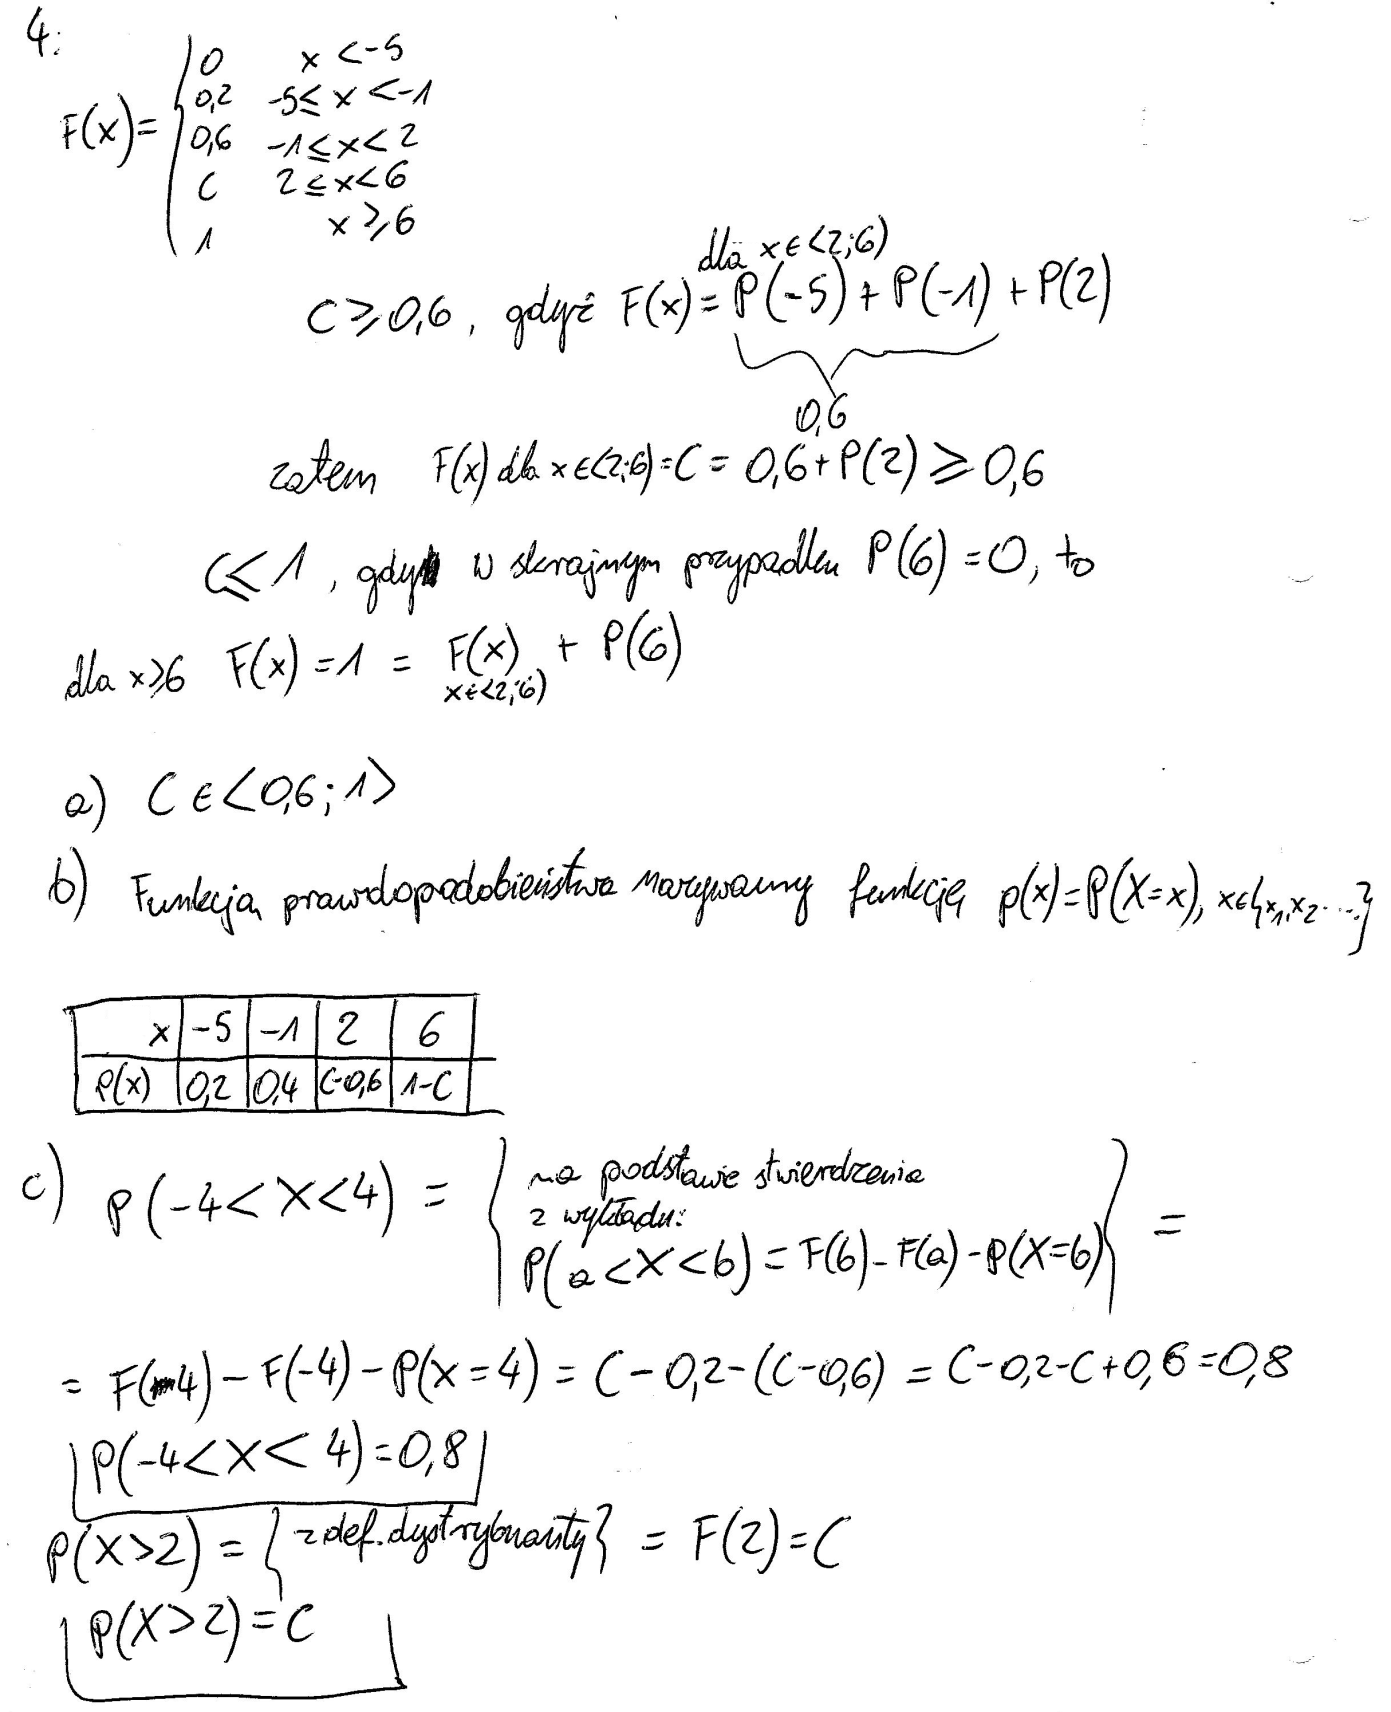 4.
F(x)= { 0 x < -5
0,2 -5 ≤ x < -1
0,6 -1 ≤ x < 2
C 2 ≤ x < 6
1 x ≥ 6
dla x ∈ <2;6)
C ≥ 0,6, gdyż F(x) = P(-5) + P(-1) + P(2)
0,6
zatem F(x) dla x ∈ <2;6) = C = 0,6 + P(2) ≥ 0,6
C ≤ 1, gdy w skrajnym przypadku P(6) = 0, to
dla x ≥ 6 F(x) = 1 = F(x) + P(6)
x ∈ <2;6)
a) C ∈ <0,6; 1>
b) Funkcją prawdopodobieństwa nazywamy funkcję p(x) = P(X=x), x ∈ {x₁, x₂ ....}
x -5 -1 2 6
P(x) 0,2 0,4 C-0,6 1-C
c) P(-4 < X < 4) = { na podstawie stwierdzenia
z wykładu:
P(a < X < b) = F(b) - F(a) - P(X=b) } =
= F(4) - F(-4) - P(x=4) = C - 0,2 - (C - 0,6) = C - 0,2 - C + 0,6 = 0,8
P(-4 < X < 4) = 0,8
P(X > 2) = { z def. dystrybuanty } = F(2) = C
P(X > 2) = C